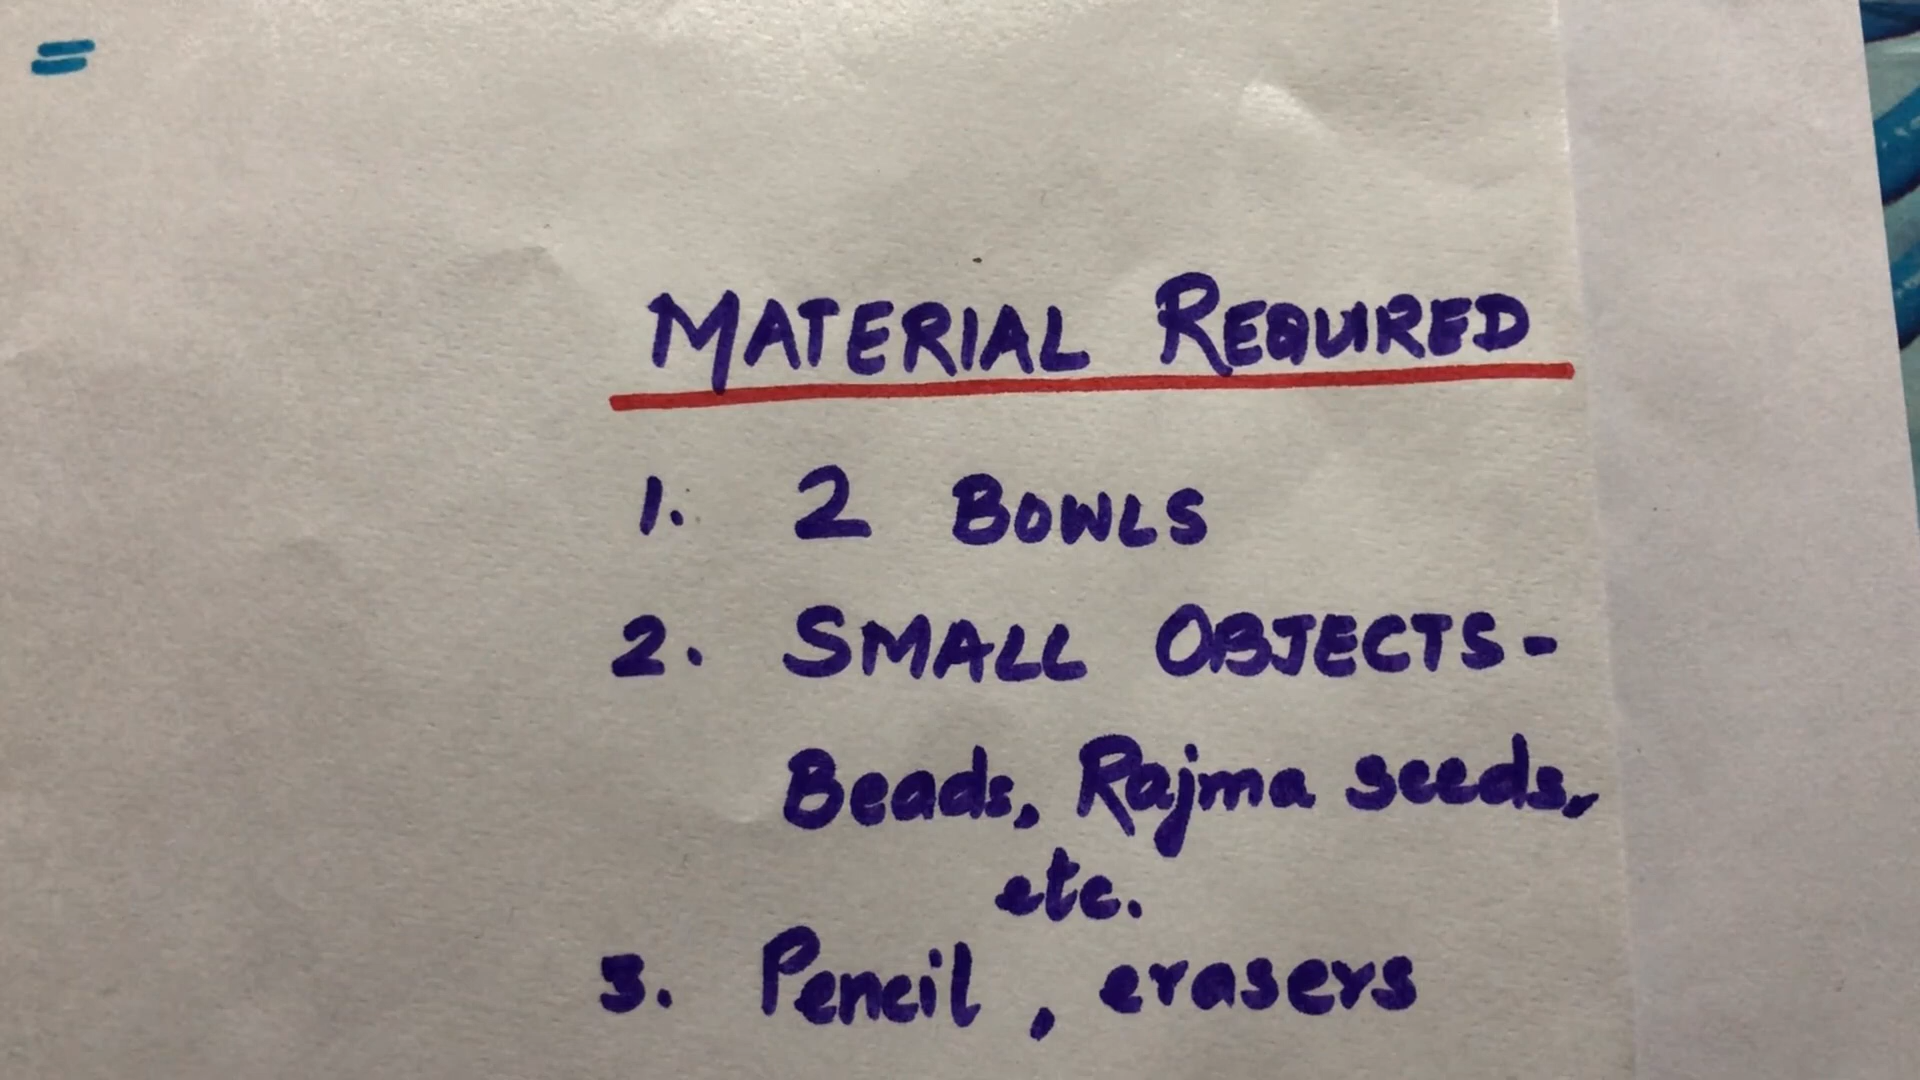 =
MATERIAL REQUIRED
1. 2 BOWLS
2. SMALL OBJECTS-
Beads, Rajma seeds,
etc.
3. Pencil, erasers